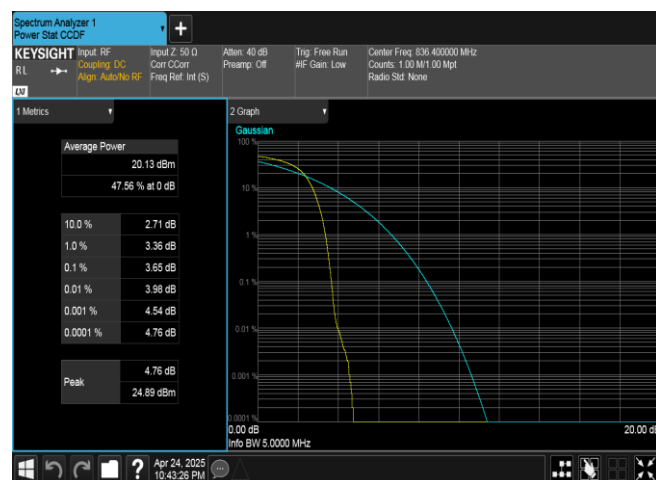 Spectrum Analyzer 1
Power Stat CCDF
+
KEYSIGHT
RL
LXI
Input: RF
Coupling: DC
Align: Auto/No RF
Input Z: 50 Ω
Corr CCorr
Freq Ref: Int (S)
Atten: 40 dB
Preamp: Off
Trig: Free Run
#IF Gain: Low
Center Freq: 836.400000 MHz
Counts: 1.00 M/1.00 Mpt
Radio Std: None
1 Metrics
Average Power
20.13 dBm
47.56 % at 0 dB
10.0 % 2.71 dB
1.0 % 3.36 dB
0.1 % 3.65 dB
0.01 % 3.98 dB
0.001 % 4.54 dB
0.0001 % 4.76 dB
Peak
4.76 dB
24.89 dBm
2 Graph
Gaussian
100 %
10 %
1 %
0.1 %
0.01 %
0.001 %
0.0001 %
0.00 dB 20.00 dB
Info BW 5.0000 MHz
?
Apr 24, 2025
10:43:26 PM